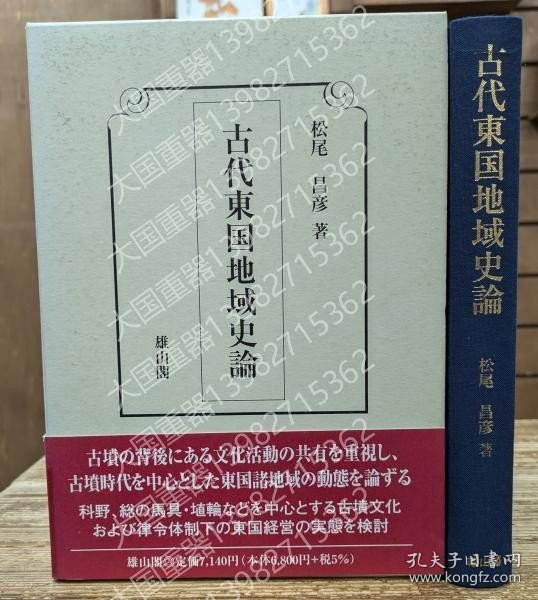 古代東国地域史論
松尾 昌彦 著
雄山閣
古墳の背後にある文化活動の共有を重視し、
古墳時代を中心とした東国諸地域の動態を論ずる
科野、総の馬具・埴輪などを中心とする古墳文化
および律令体制下の東国経営の実態を検討
雄山閣 定価7,140円(本体6,800円+税5%)
古代東国地域史論
松尾 昌彦 著
大国重器13982715362
孔夫子旧书网
www.kongfz.com